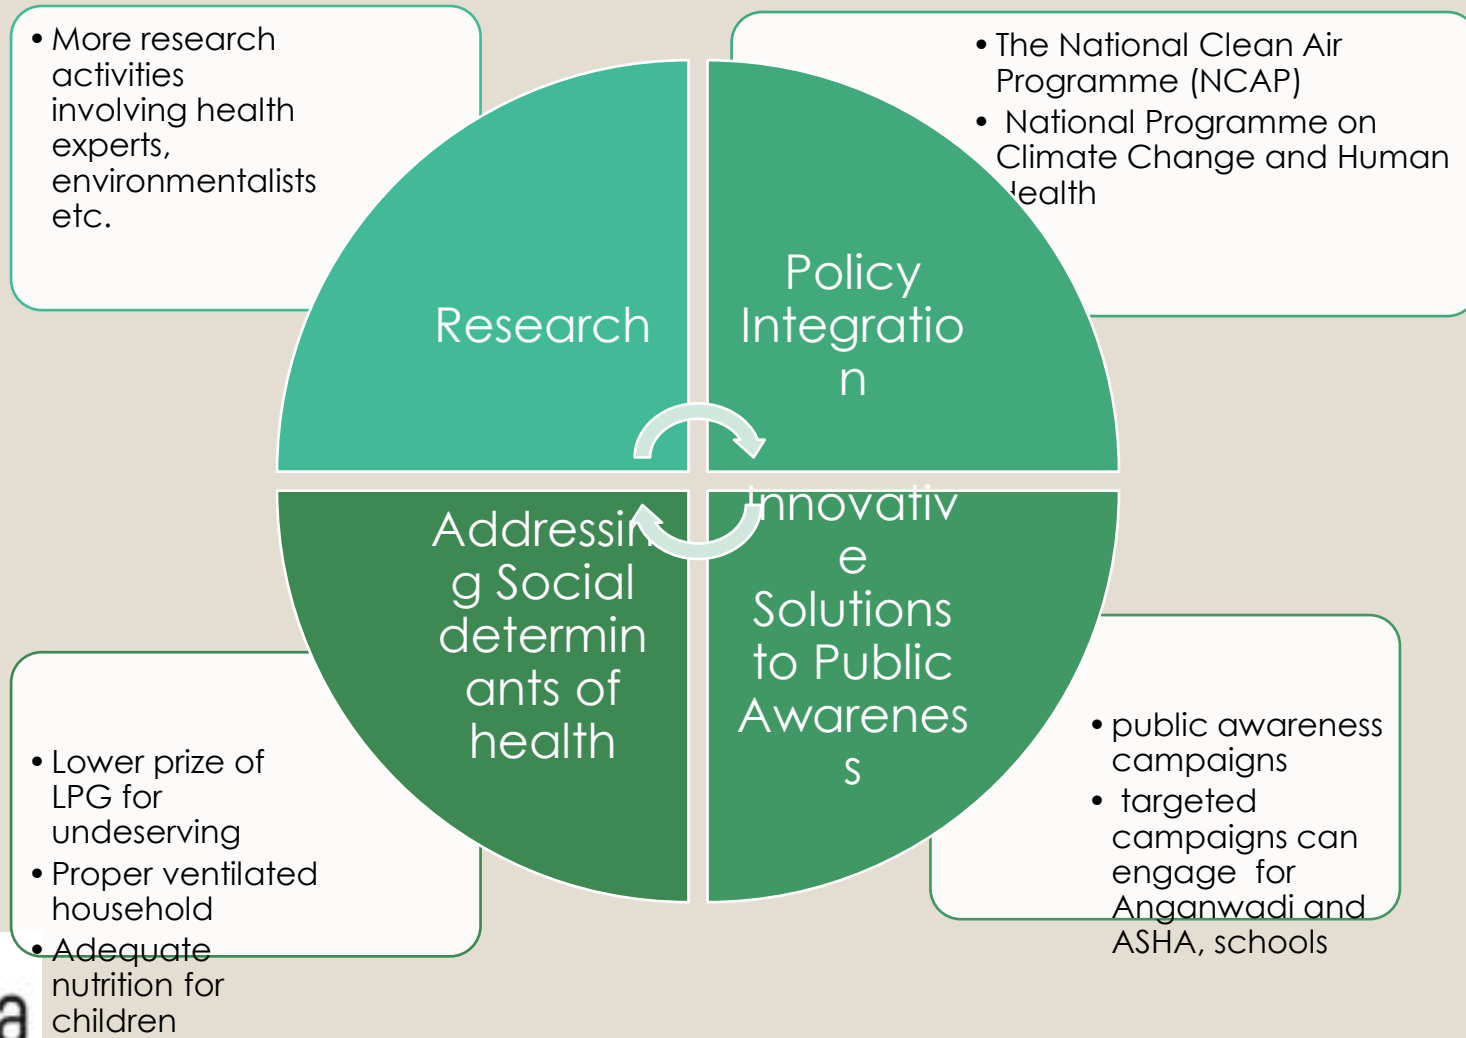 • More research
activities
involving health
experts,
environmentalists
etc.
• The National Clean Air
Programme (NCAP)
• National Programme on
Climate Change and Human
Health
Research
Policy
Integratio
n
Addressin
g Social
determin
ants of
health
Innovativ
e
Solutions
to Public
Awarenes
s
• Lower prize of
LPG for
undeserving
• Proper ventilated
household
• Adequate
nutrition for
children
• public awareness
campaigns
• targeted
campaigns can
engage for
Anganwadi and
ASHA, schools
a